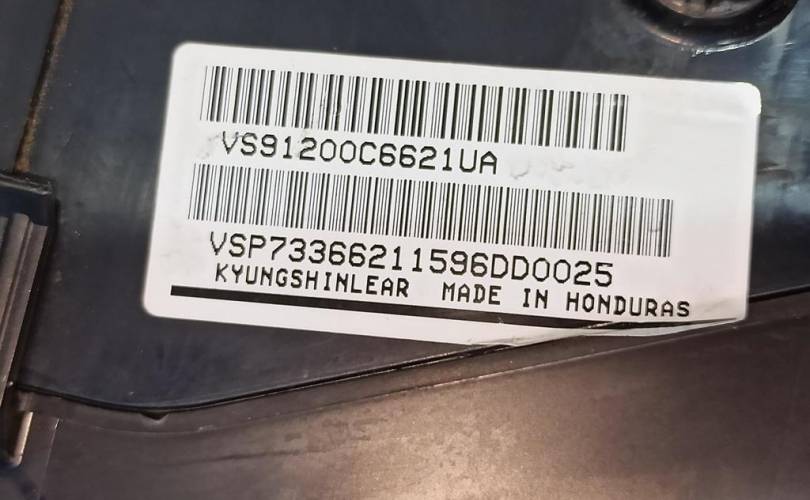 VS91200C6621UA
VSP73366211596DD0025
KYUNGSHINLEAR MADE IN HONDURAS